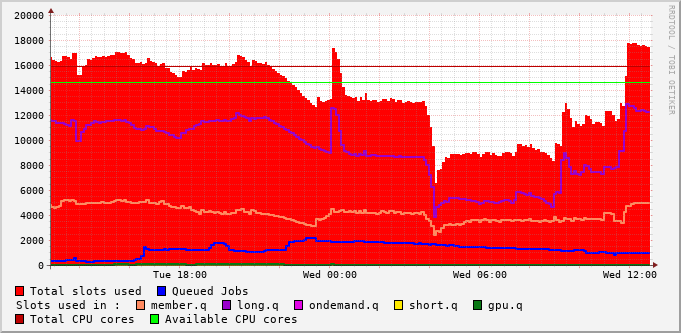 20000
18000
16000
14000
12000
10000
8000
6000
4000
2000
0
Tue 18:00 Wed 00:00 Wed 06:00 Wed 12:00
RRDTOOL / TOBI OETIKER
Total slots used Queued Jobs
Slots used in : member.q long.q ondemand.q short.q gpu.q
Total CPU cores Available CPU cores